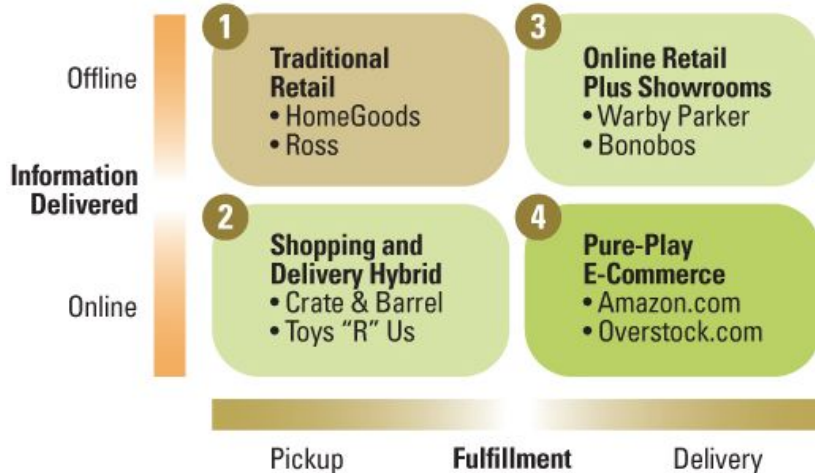 1
Traditional
Retail
• HomeGoods
• Ross
3
Online Retail
Plus Showrooms
• Warby Parker
• Bonobos
Offline
Information
Delivered
Online
2
Shopping and
Delivery Hybrid
• Crate & Barrel
• Toys “R” Us
4
Pure-Play
E-Commerce
• Amazon.com
• Overstock.com
Pickup Fulfillment Delivery